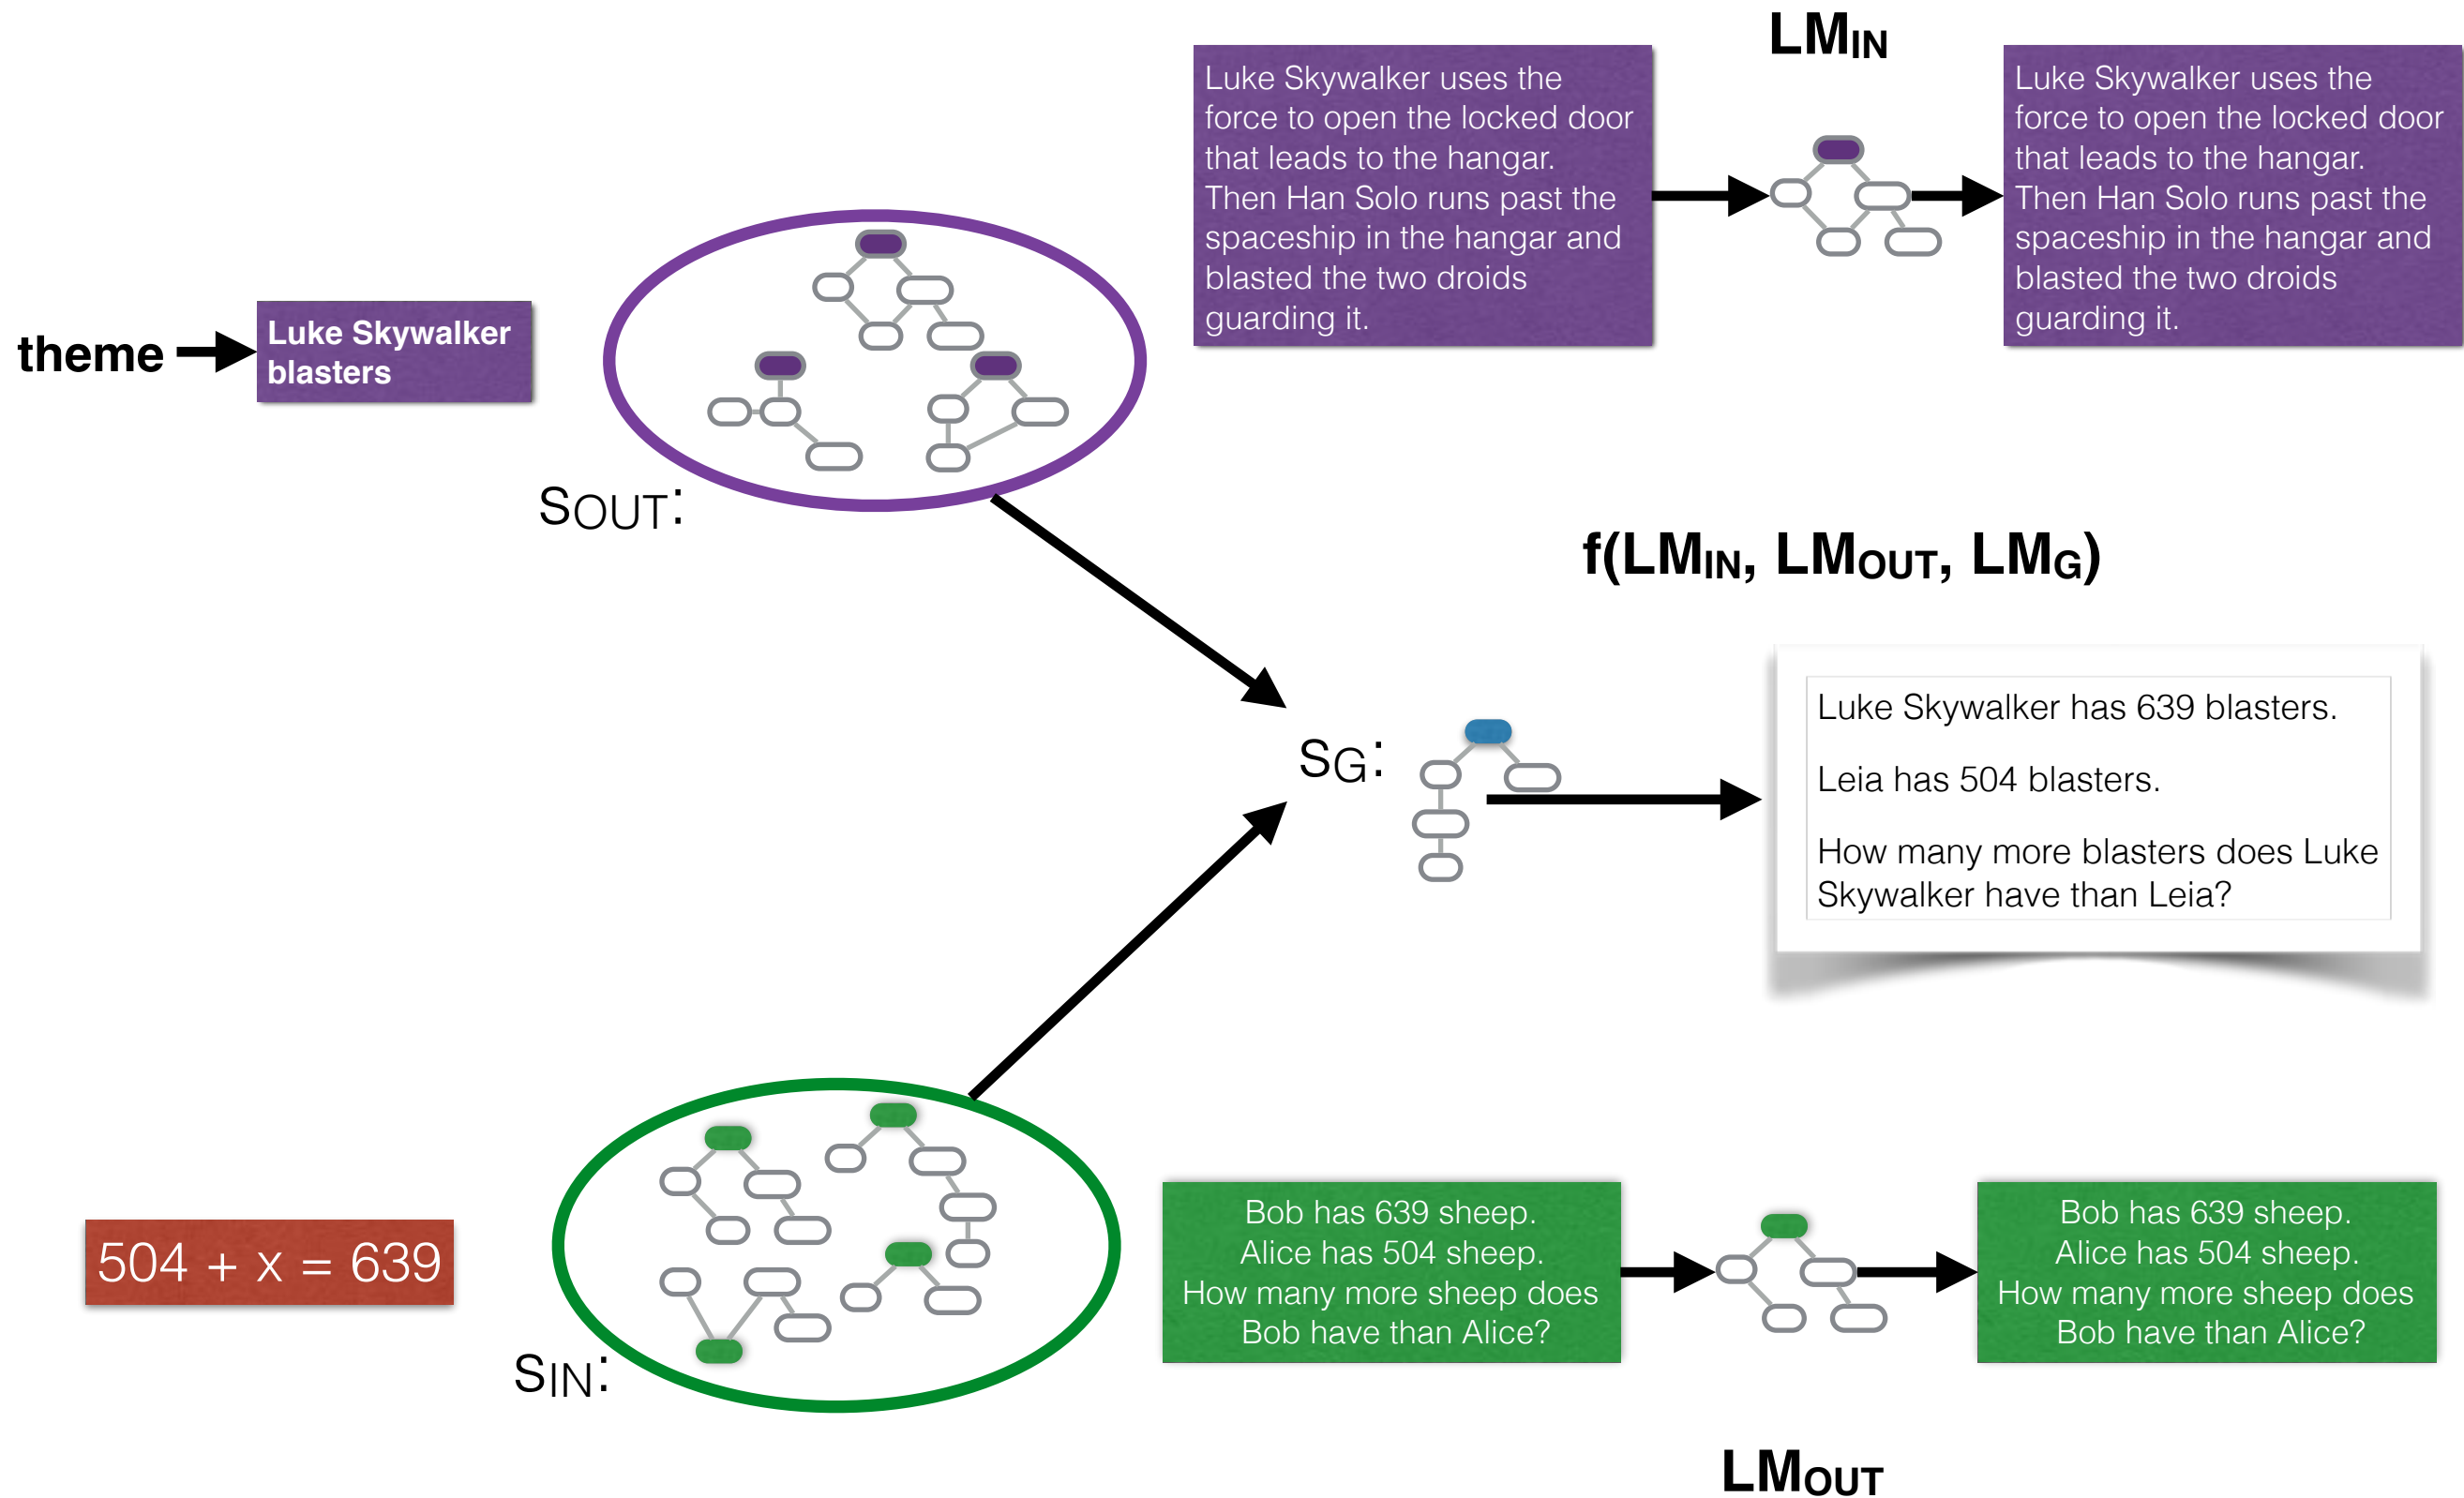 LMIN
Luke Skywalker uses the
force to open the locked door
that leads to the hangar.
Then Han Solo runs past the
spaceship in the hangar and
blasted the two droids
guarding it.
Luke Skywalker uses the
force to open the locked door
that leads to the hangar.
Then Han Solo runs past the
spaceship in the hangar and
blasted the two droids
guarding it.
theme
Luke Skywalker
blasters
SOUT:
f(LMIN, LMOUT, LMG)
SG:
Luke Skywalker has 639 blasters.
Leia has 504 blasters.
How many more blasters does Luke
Skywalker have than Leia?
504 + x = 639
SIN:
Bob has 639 sheep.
Alice has 504 sheep.
How many more sheep does
Bob have than Alice?
Bob has 639 sheep.
Alice has 504 sheep.
How many more sheep does
Bob have than Alice?
LMOUT